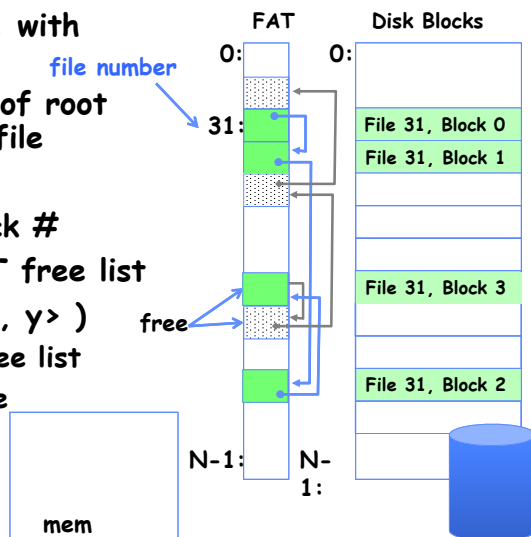 with
file number
of root
file
ck #
T free list
, y> )
ee list
e
mem
FAT
0:
31:
free
N-1:
Disk Blocks
0:
File 31, Block 0
File 31, Block 1
File 31, Block 3
File 31, Block 2
N-
1: